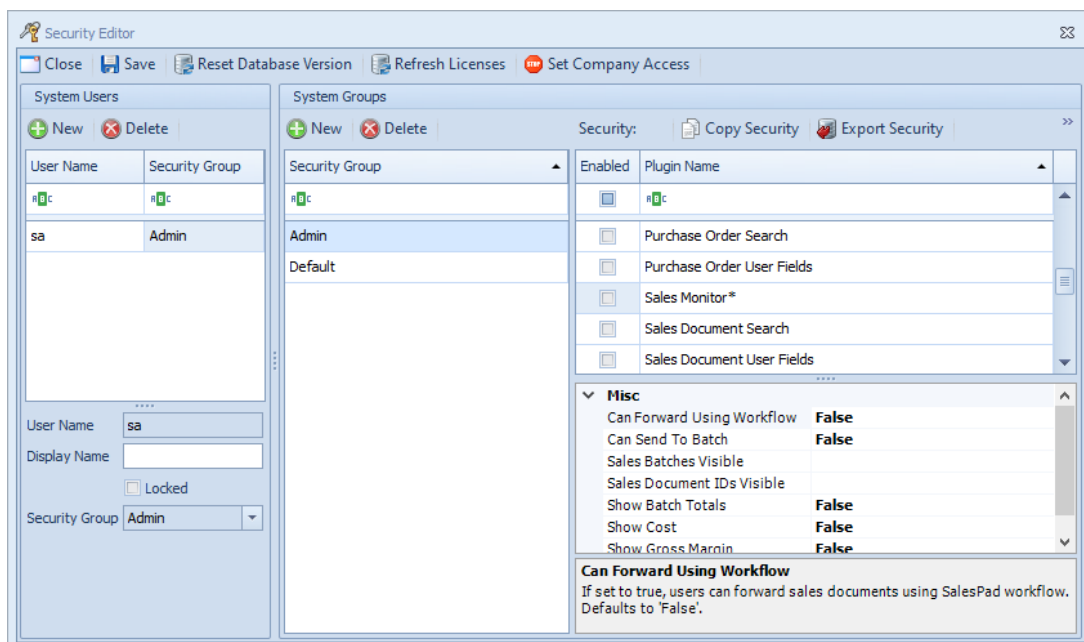 Security Editor
Close Save Reset Database Version Refresh Licenses STOP Set Company Access
System Users
New Delete
User Name Security Group
ABC ABC
sa Admin
User Name sa
Display Name
Locked
Security Group Admin
System Groups
New Delete
Security Group
ABC
Admin
Default
Security: Copy Security Export Security
Enabled Plugin Name
ABC
Purchase Order Search
Purchase Order User Fields
Sales Monitor*
Sales Document Search
Sales Document User Fields
Misc
Can Forward Using Workflow False
Can Send To Batch False
Sales Batches Visible
Sales Document IDs Visible
Show Batch Totals False
Show Cost False
Show Gross Margin False
Can Forward Using Workflow
If set to true, users can forward sales documents using SalesPad workflow.
Defaults to 'False'.